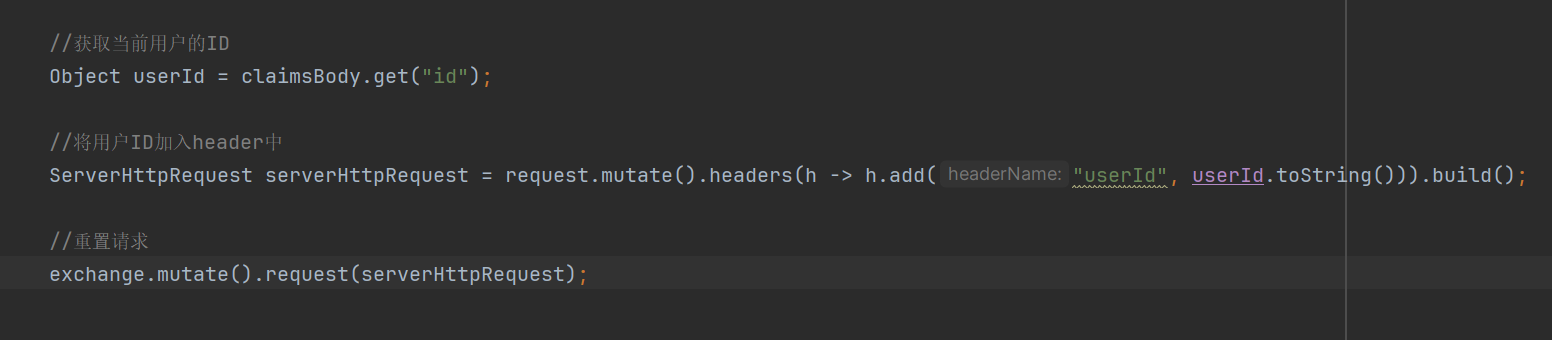 //获取当前用户的ID
Object userId = claimsBody.get("id");
//将用户ID加入header中
ServerHttpRequest serverHttpRequest = request.mutate().headers(h -> h.add( headerName: "userId", userId.toString())).build();
//重置请求
exchange.mutate().request(serverHttpRequest);